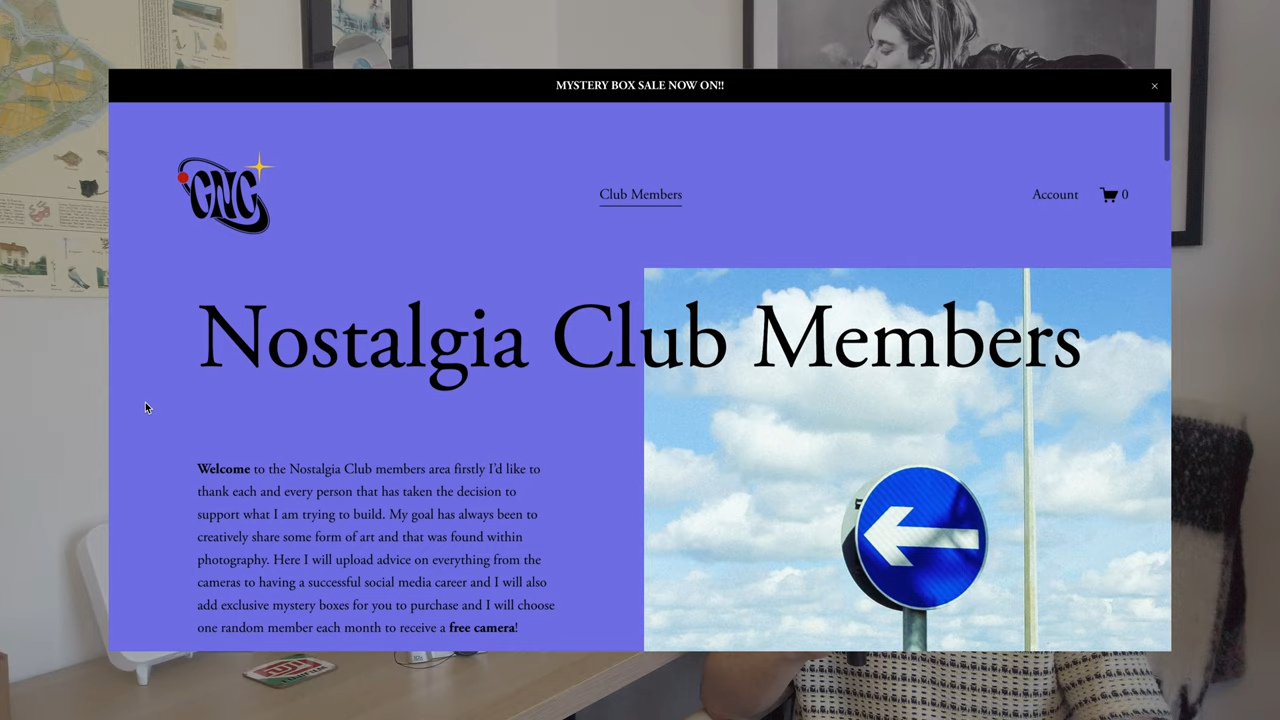 MYSTERY BOX SALE NOW ON!!
CNC
Club Members
Account
0
Nostalgia Club Members
Welcome to the Nostalgia Club members area firstly I'd like to
thank each and every person that has taken the decision to
support what I am trying to build. My goal has always been to
creatively share some form of art and that was found within
photography. Here I will upload advice on everything from the
cameras to having a successful social media career and I will also
add exclusive mystery boxes for you to purchase and I will choose
one random member each month to receive a free camera!